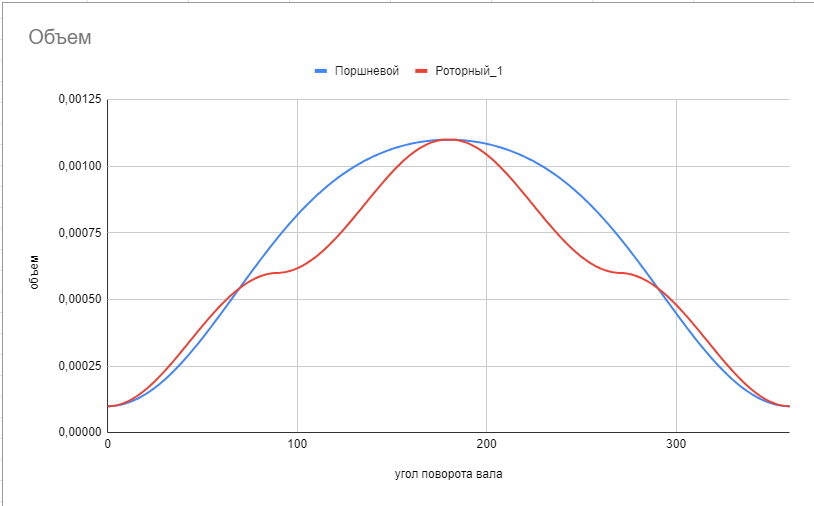 Объем
Поршневой Роторный_1
0,00125
0,00100
0,00075
0,00050
0,00025
0,00000
объем
0 100 200 300
угол поворота вала